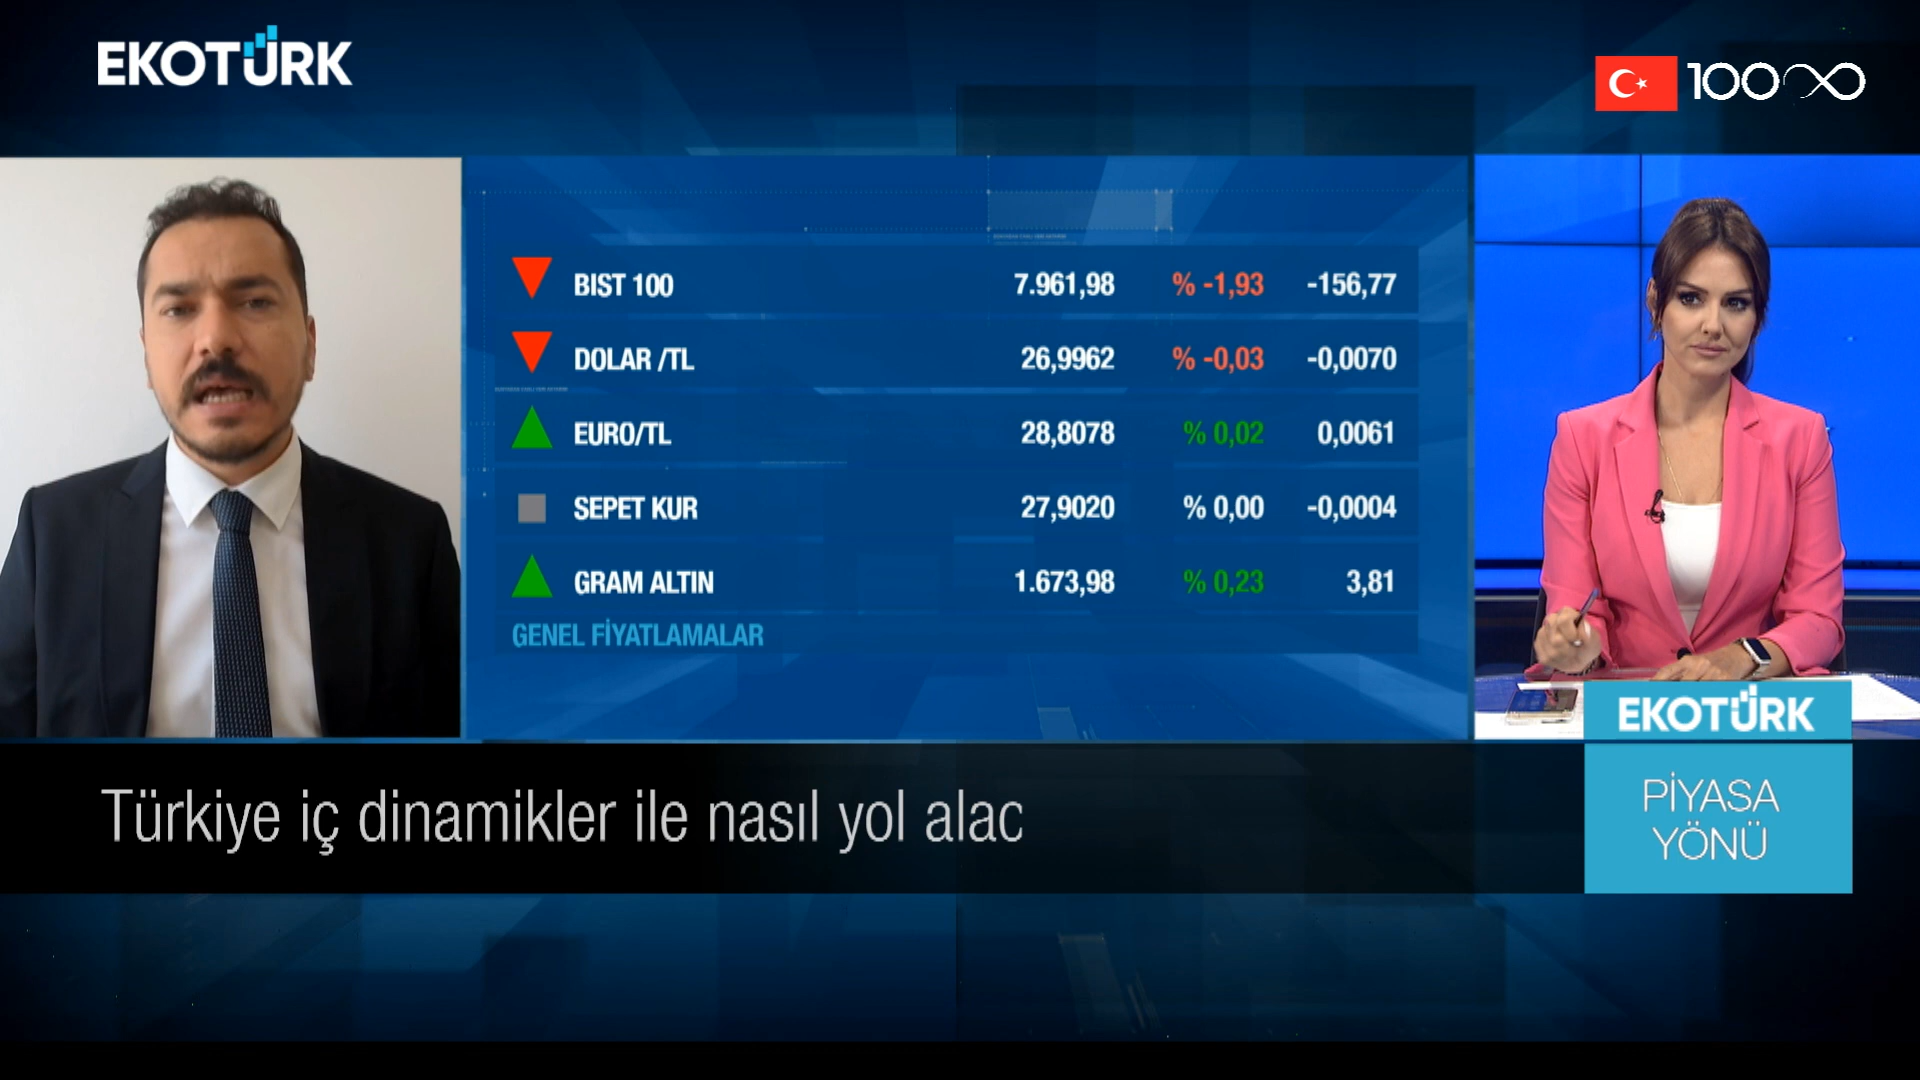 EKOTÜRK
100
BIST 100 7.961,98 % -1,93 -156,77
DOLAR /TL 26,9962 % -0,03 -0,0070
EURO/TL 28,8078 % 0,02 0,0061
SEPET KUR 27,9020 % 0,00 -0,0004
GRAM ALTIN 1.673,98 % 0,23 3,81
GENEL FİYATLAMALAR
EKOTÜRK
Türkiye iç dinamikler ile nasıl yol alac
PİYASA
YÖNÜ